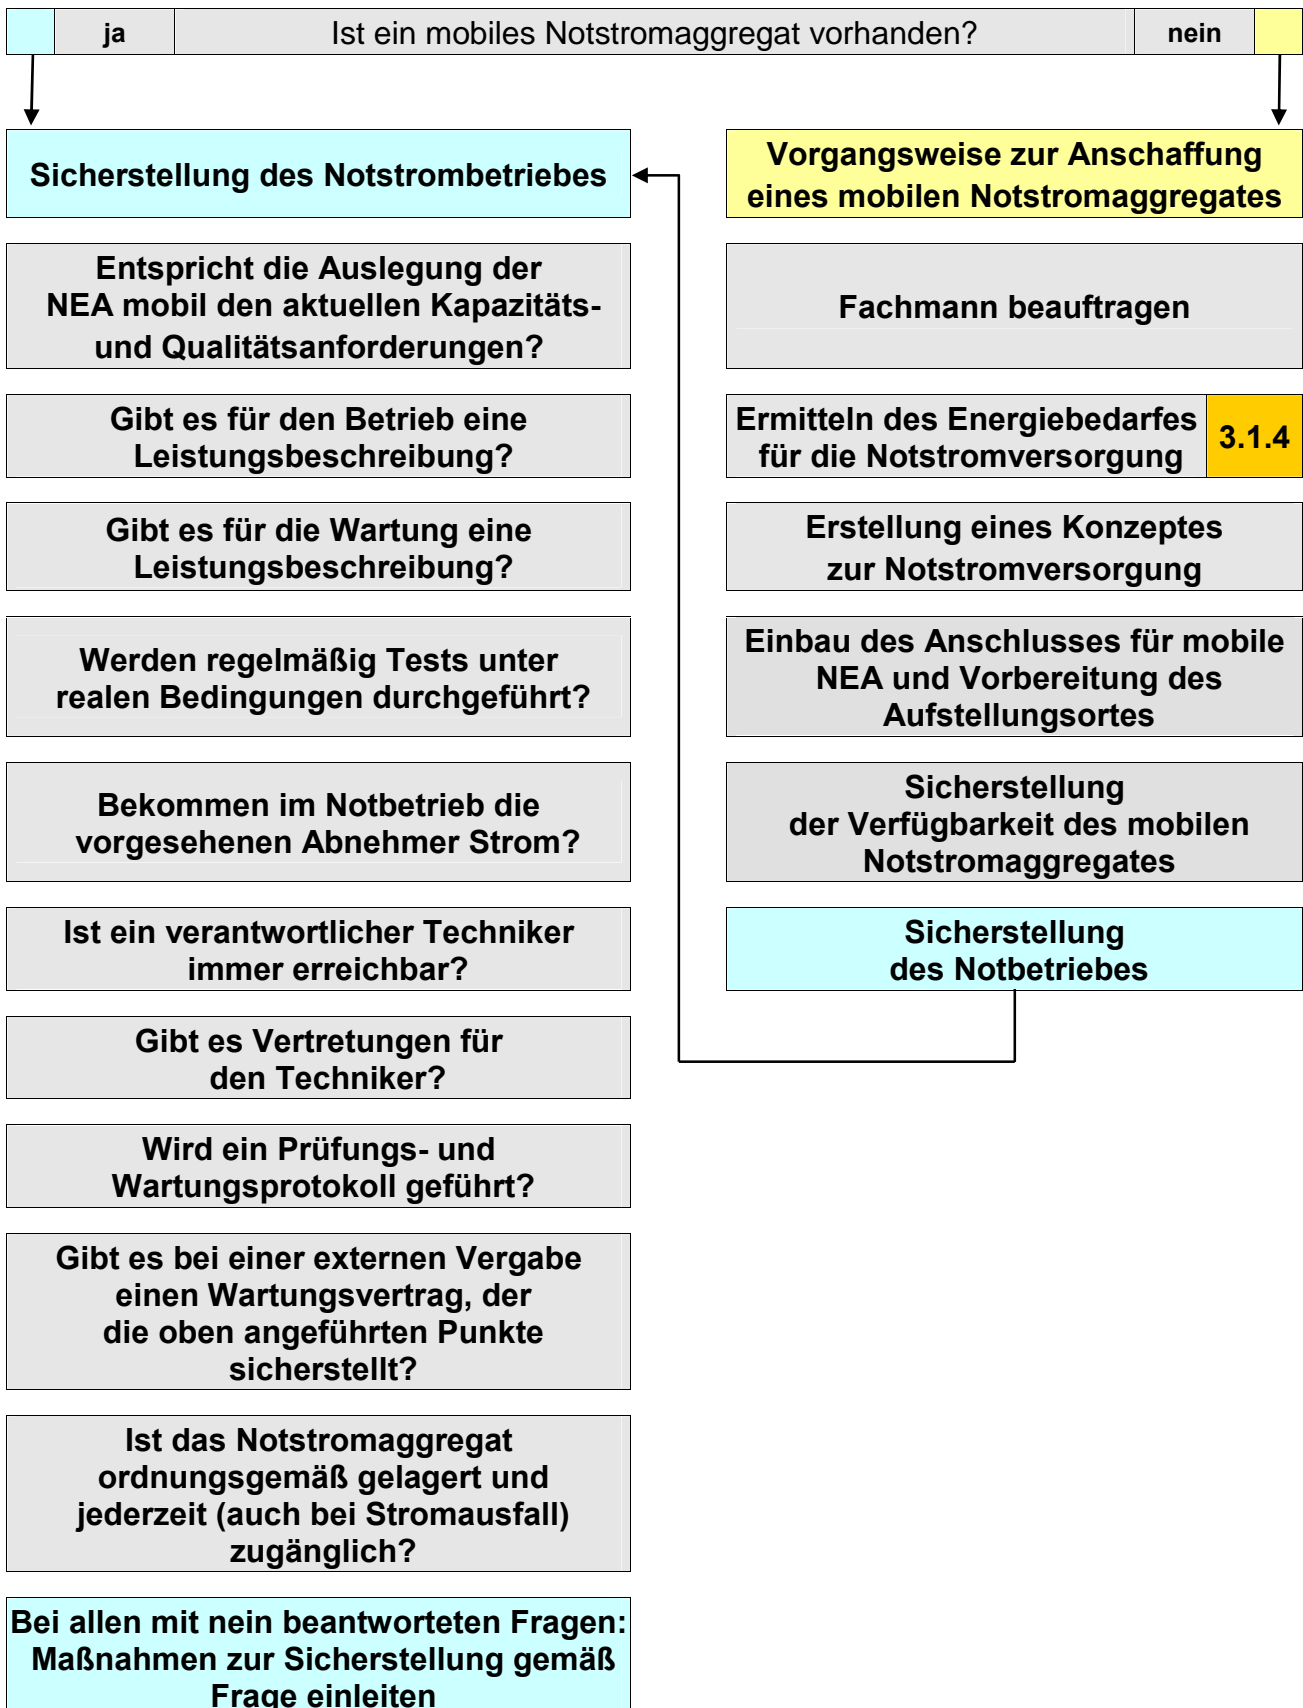 ja
Ist ein mobiles Notstromaggregat vorhanden?
nein
Sicherstellung des Notstrombetriebes
Entspricht die Auslegung der
NEA mobil den aktuellen Kapazitäts-
und Qualitätsanforderungen?
Gibt es für den Betrieb eine
Leistungsbeschreibung?
Gibt es für die Wartung eine
Leistungsbeschreibung?
Werden regelmäßig Tests unter
realen Bedingungen durchgeführt?
Bekommen im Notbetrieb die
vorgesehenen Abnehmer Strom?
Ist ein verantwortlicher Techniker
immer erreichbar?
Gibt es Vertretungen für
den Techniker?
Wird ein Prüfungs- und
Wartungsprotokoll geführt?
Gibt es bei einer externen Vergabe
einen Wartungsvertrag, der
die oben angeführten Punkte
sicherstellt?
Ist das Notstromaggregat
ordnungsgemäß gelagert und
jederzeit (auch bei Stromausfall)
zugänglich?
Bei allen mit nein beantworteten Fragen:
Maßnahmen zur Sicherstellung gemäß
Frage einleiten
Vorgangsweise zur Anschaffung
eines mobilen Notstromaggregates
Fachmann beauftragen
Ermitteln des Energiebedarfes
für die Notstromversorgung
3.1.4
Erstellung eines Konzeptes
zur Notstromversorgung
Einbau des Anschlusses für mobile
NEA und Vorbereitung des
Aufstellungsortes
Sicherstellung
der Verfügbarkeit des mobilen
Notstromaggregates
Sicherstellung
des Notbetriebes